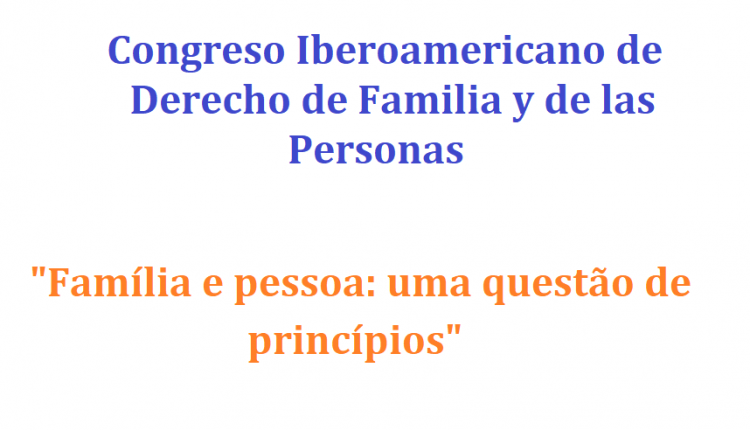 Congreso Iberoamericano de
Derecho de Familia y de las
Personas
"Família e pessoa: uma questão de
princípios"